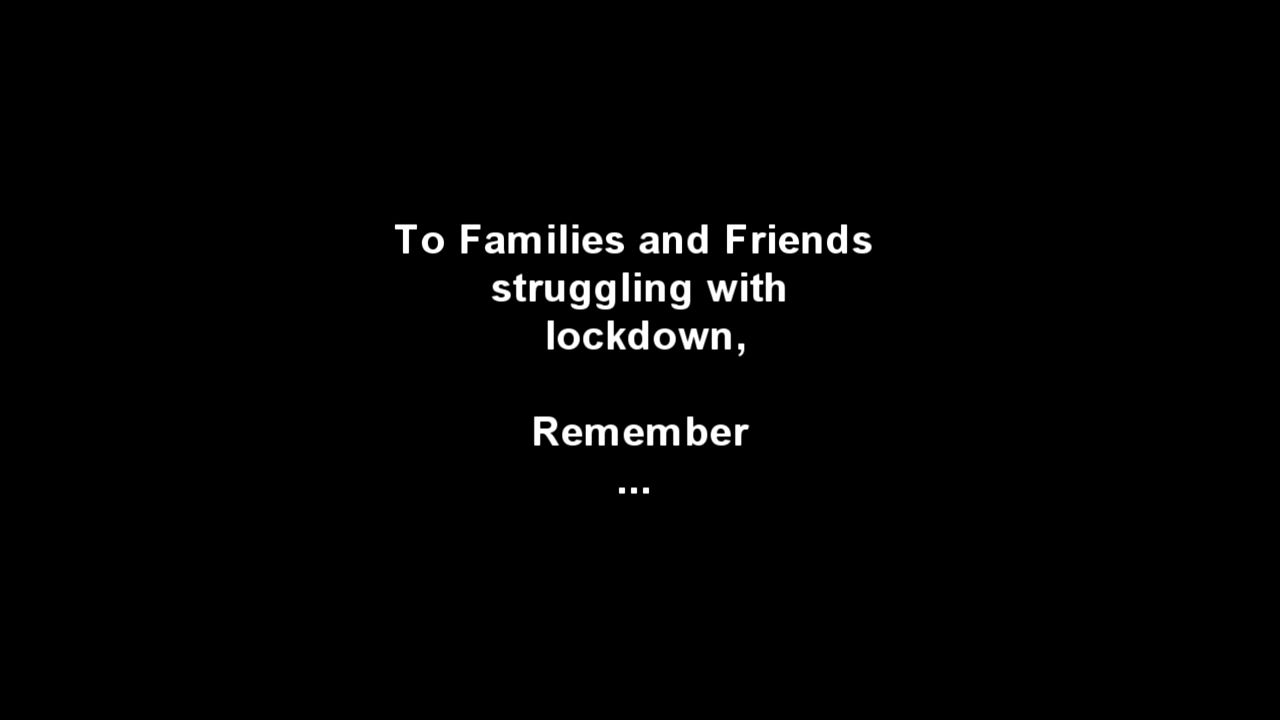 To Families and Friends
struggling with
lockdown,
Remember
...